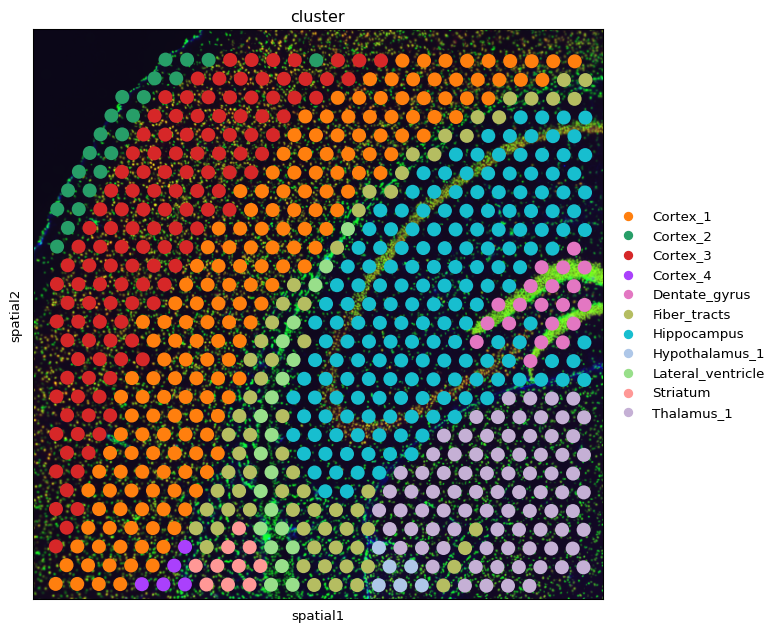 cluster
spatial2
spatial1
Cortex_1
Cortex_2
Cortex_3
Cortex_4
Dentate_gyrus
Fiber_tracts
Hippocampus
Hypothalamus_1
Lateral_ventricle
Striatum
Thalamus_1